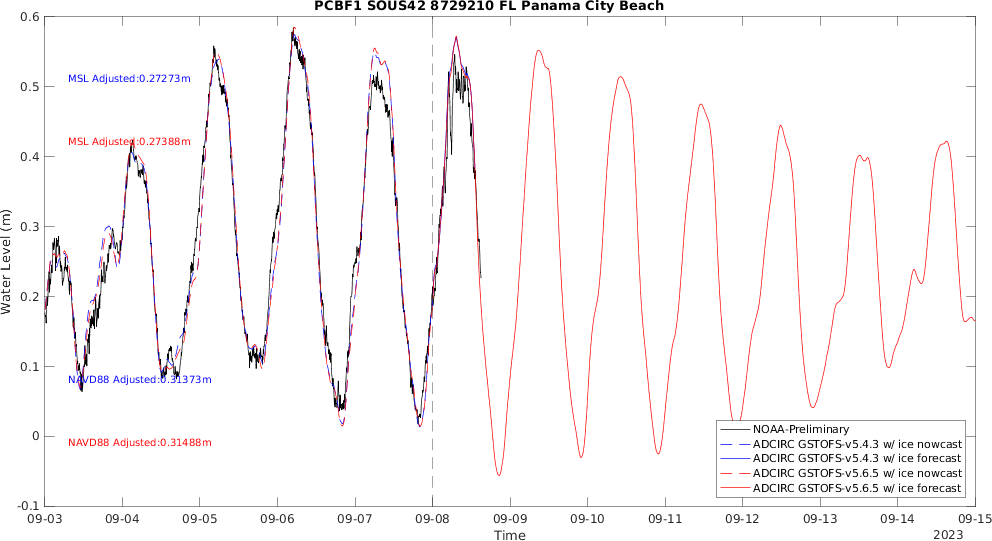 PCBF1 SOUS42 8729210 FL Panama City Beach
0.6
0.5
0.4
0.3
0.2
0.1
0
-0.1
Water Level (m)
MSL Adjusted:0.27273m
MSL Adjusted:0.27388m
NAVD88 Adjusted:0.31373m
NAVD88 Adjusted:0.31488m
NOAA-Preliminary
ADCIRC GSTOFS-v5.4.3 w/ ice nowcast
ADCIRC GSTOFS-v5.4.3 w/ ice forecast
ADCIRC GSTOFS-v5.6.5 w/ ice nowcast
ADCIRC GSTOFS-v5.6.5 w/ ice forecast
09-03 09-04 09-05 09-06 09-07 09-08 09-09 09-10 09-11 09-12 09-13 09-14 09-15
Time
2023